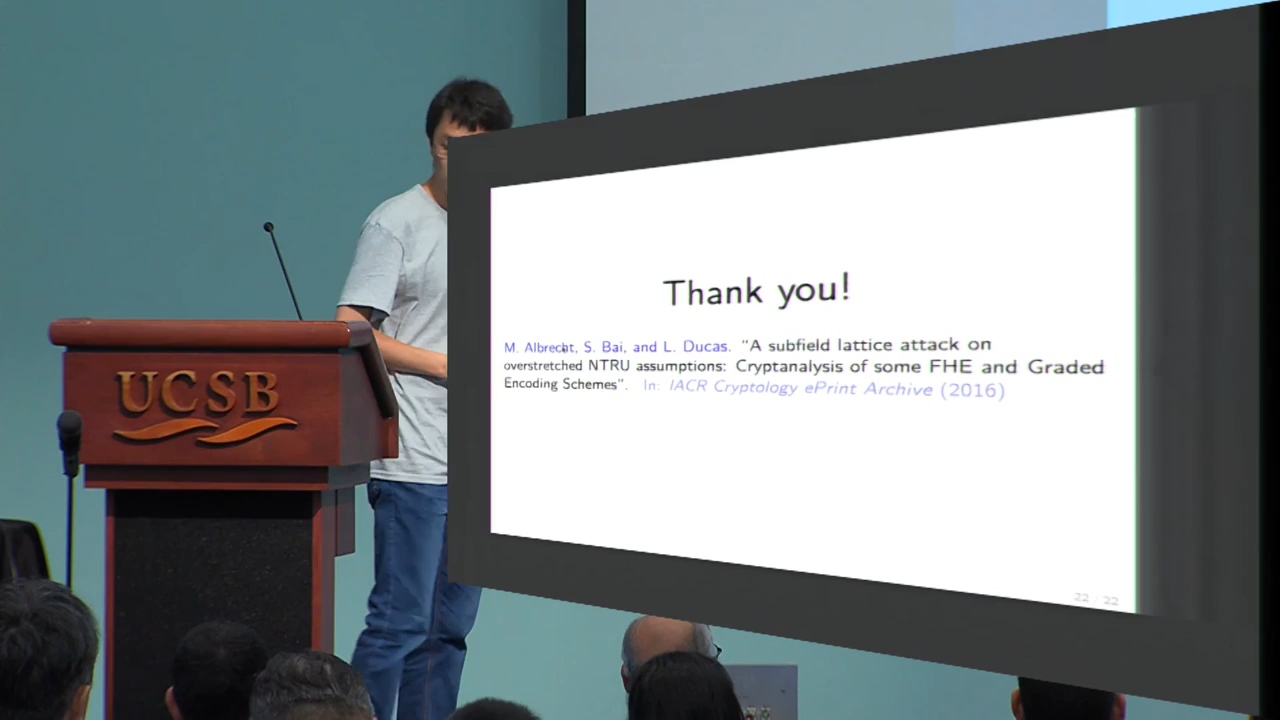 UCSB
Thank you!
M. Albrecht, S. Bai, and L. Ducas. “A subfield lattice attack on
overstretched NTRU assumptions: Cryptanalysis of some FHE and Graded
Encoding Schemes”. In: IACR Cryptology ePrint Archive (2016)
22 / 22